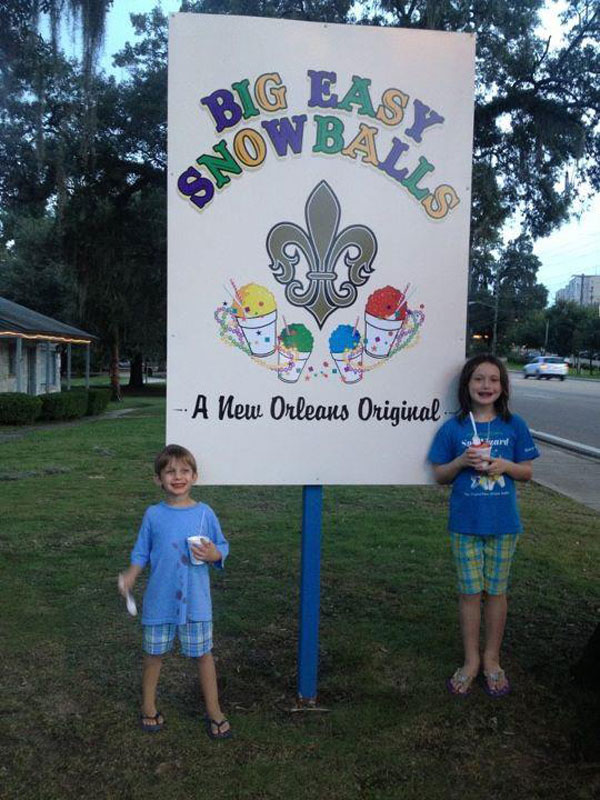 BIG EASY
SNOWBALLS
A New Orleans Original